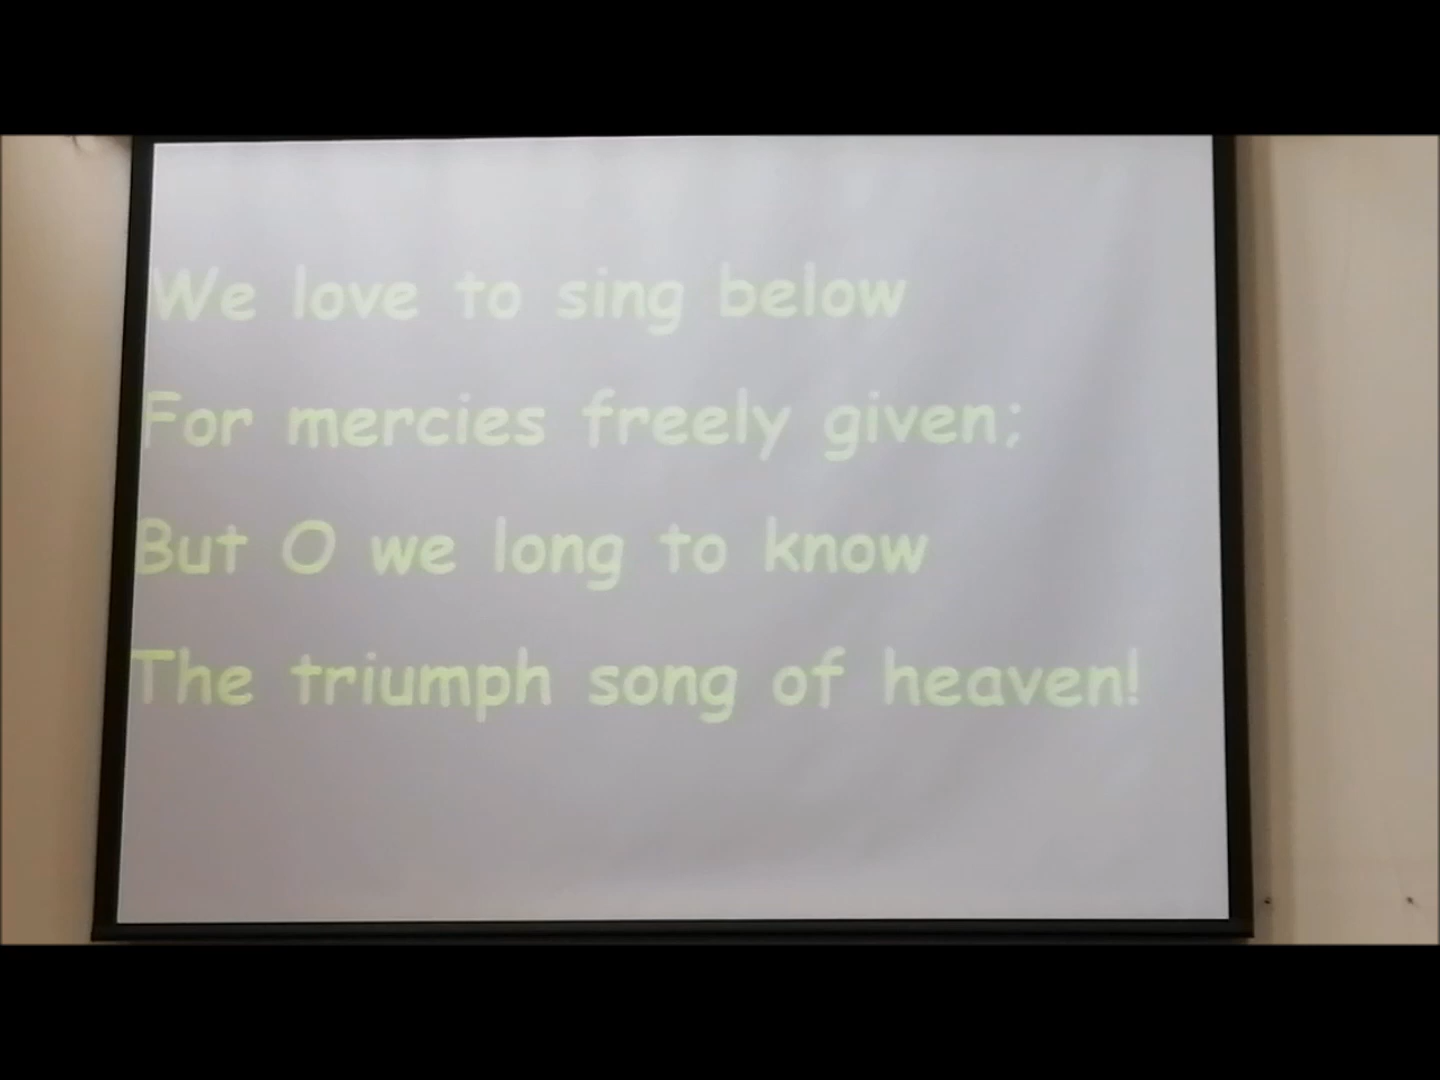 We love to sing below
For mercies freely given;
But O we long to know
The triumph song of heaven!